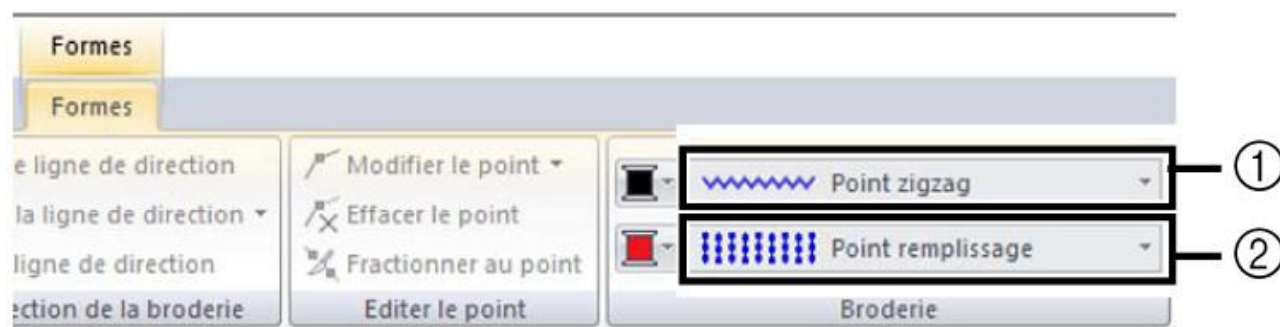 Formes
Formes
e ligne de direction
Modifier le point
Point zigzag
①
la ligne de direction
Effacer le point
ligne de direction
Fractionner au point
Point remplissage
②
ection de la broderie
Editer le point
Broderie